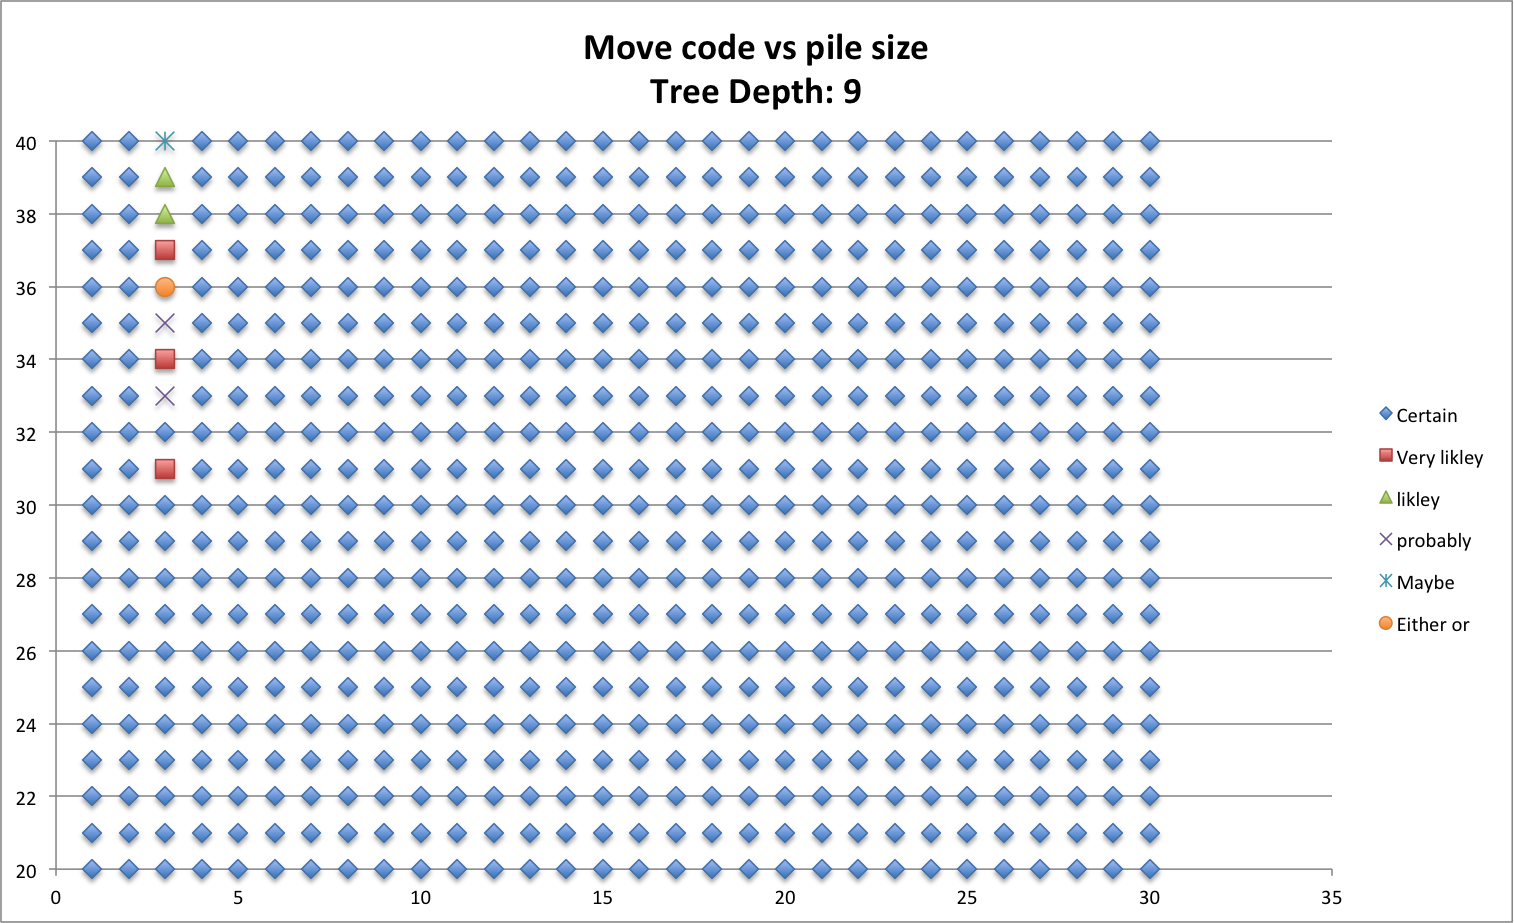 Move code vs pile size
Tree Depth: 9
40
38
36
34
32
30
28
26
24
22
20
0 5 10 15 20 25 30 35
Certain
Very likley
likley
probably
Maybe
Either or